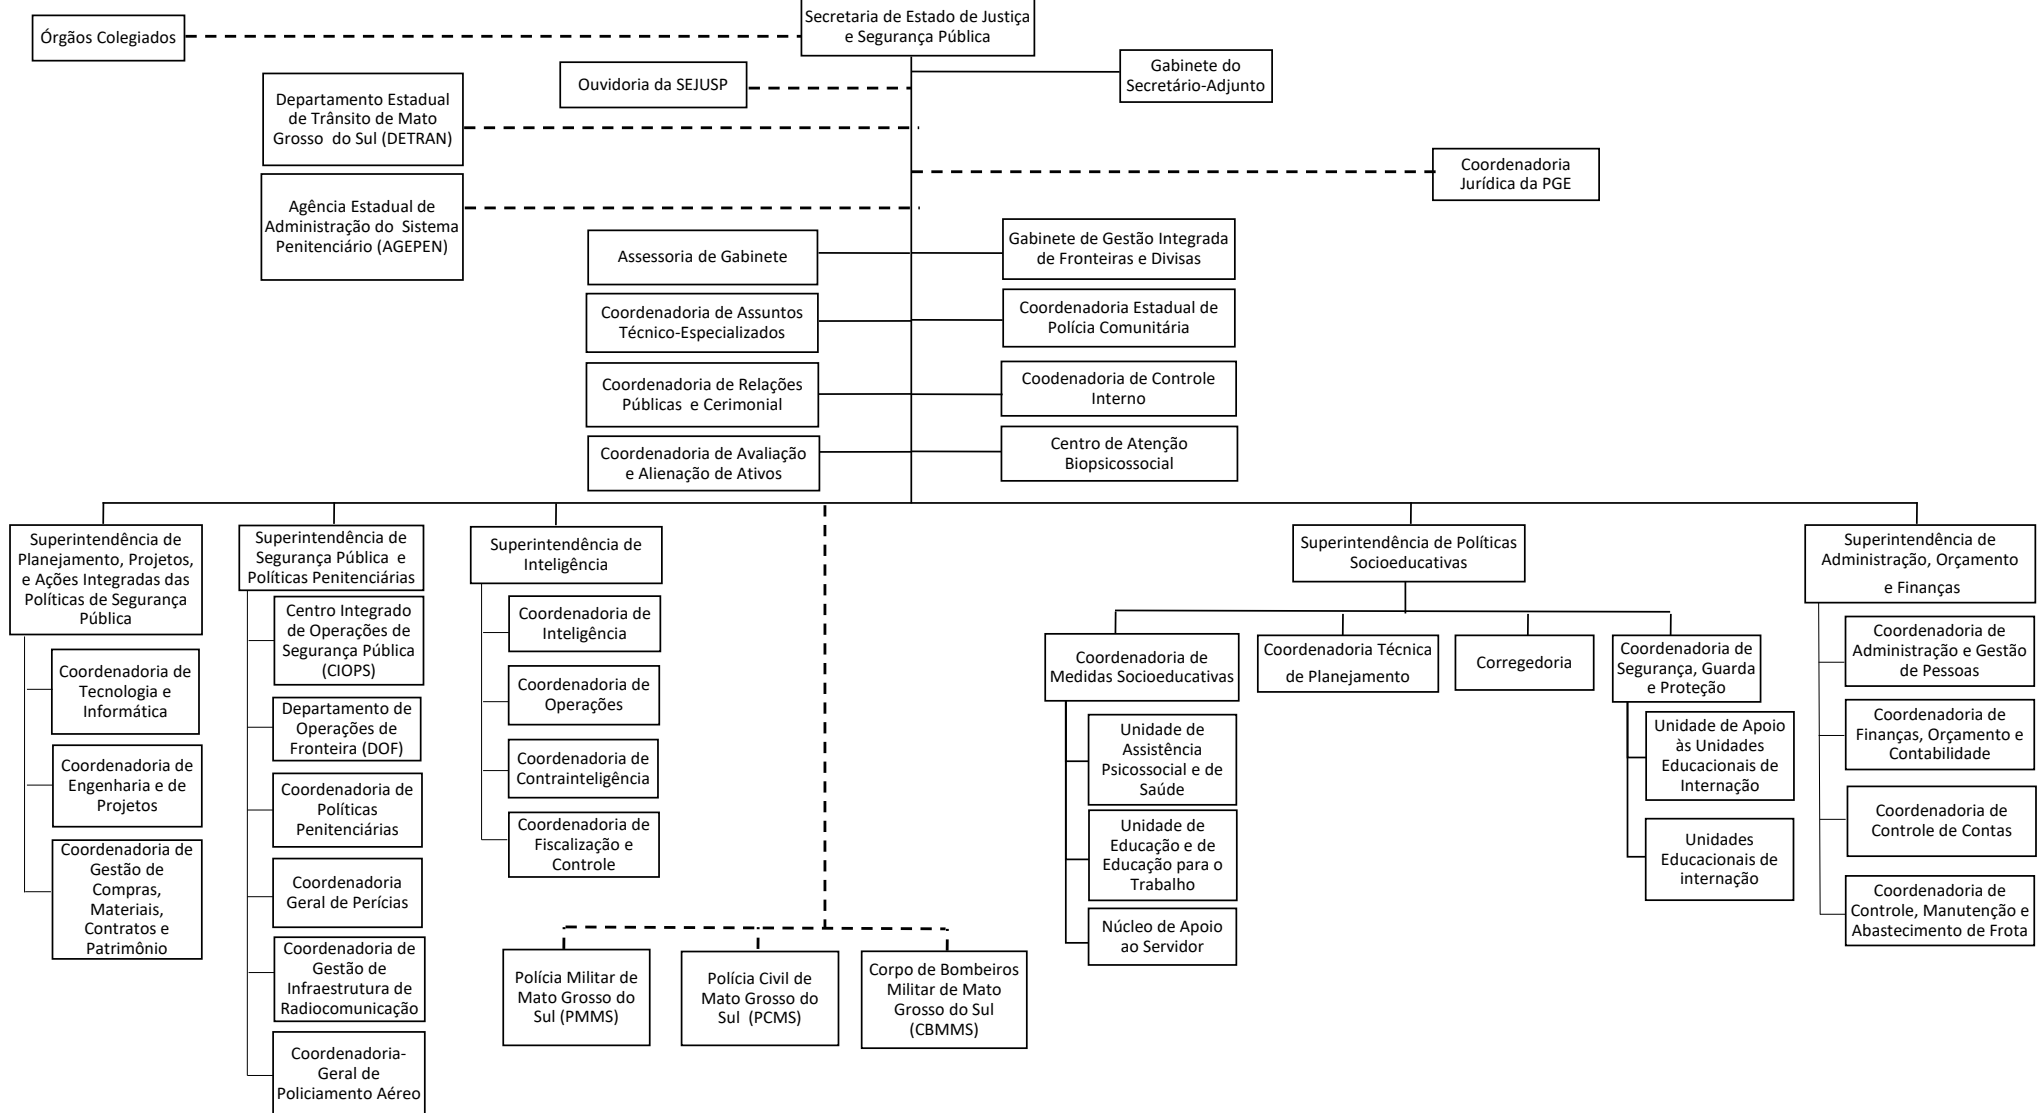 Secretaria de Estado de Justiça
e Segurança Pública
Órgãos Colegiados
Gabinete do
Secretário-Adjunto
Ouvidoria da SEJUSP
Departamento Estadual
de Trânsito de Mato
Grosso do Sul (DETRAN)
Coordenadoria
Jurídica da PGE
Agência Estadual de
Administração do Sistema
Penitenciário (AGEPEN)
Assessoria de Gabinete
Gabinete de Gestão Integrada
de Fronteiras e Divisas
Coordenadoria de Assuntos
Técnico-Especializados
Coordenadoria Estadual de
Polícia Comunitária
Coordenadoria de Relações
Públicas e Cerimonial
Coodenadoria de Controle
Interno
Coordenadoria de Avaliação
e Alienação de Ativos
Centro de Atenção
Biopsicossocial
Superintendência de
Planejamento, Projetos,
e Ações Integradas das
Políticas de Segurança
Pública
Coordenadoria de
Tecnologia e
Informática
Coordenadoria de
Engenharia e de
Projetos
Coordenadoria de
Gestão de
Compras,
Materiais,
Contratos e
Patrimônio
Superintendência de
Segurança Pública e
Políticas Penitenciárias
Centro Integrado
de Operações de
Segurança Pública
(CIOPS)
Departamento de
Operações de
Fronteira (DOF)
Coordenadoria de
Políticas
Penitenciárias
Coordenadoria
Geral de Perícias
Coordenadoria de
Gestão de
Infraestrutura de
Radiocomunicação
Coordenadoria-
Geral de
Policiamento Aéreo
Superintendência de
Inteligência
Coordenadoria de
Inteligência
Coordenadoria de
Operações
Coordenadoria de
Contrainteligência
Coordenadoria de
Fiscalização e
Controle
Polícia Militar de
Mato Grosso do
Sul (PMMS)
Polícia Civil de
Mato Grosso do
Sul (PCMS)
Corpo de Bombeiros
Militar de Mato
Grosso do Sul
(CBMMS)
Superintendência de Políticas
Socioeducativas
Coordenadoria de
Medidas Socioeducativas
Unidade de
Assistência
Psicossocial e de
Saúde
Unidade de
Educação e de
Educação para o
Trabalho
Núcleo de Apoio
ao Servidor
Coordenadoria Técnica
de Planejamento
Corregedoria
Coordenadoria de
Segurança, Guarda
e Proteção
Unidade de Apoio
às Unidades
Educacionais de
Internação
Unidades
Educacionais de
internação
Superintendência de
Administração, Orçamento
e Finanças
Coordenadoria de
Administração e Gestão
de Pessoas
Coordenadoria de
Finanças, Orçamento e
Contabilidade
Coordenadoria de
Controle de Contas
Coordenadoria de
Controle, Manutenção e
Abastecimento de Frota